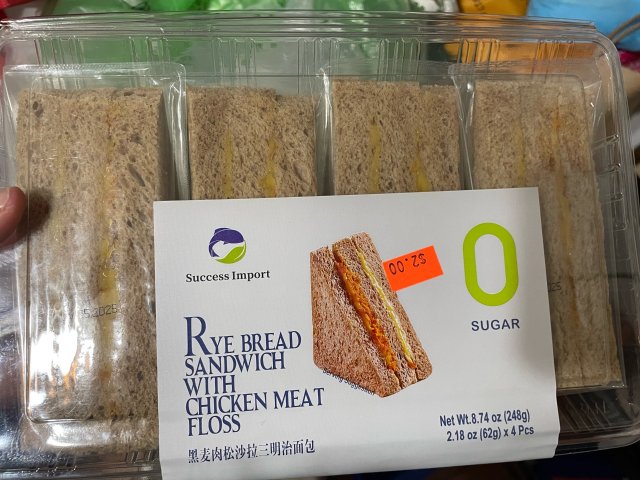 Success Import
$2.00
0
SUGAR
RYE BREAD
SANDWICH
WITH
CHICKEN MEAT
FLOSS
黑麦肉松沙拉三明治面包
Net Wt.8.74 oz (248g)
2.18 oz (62g) x 4 Pcs